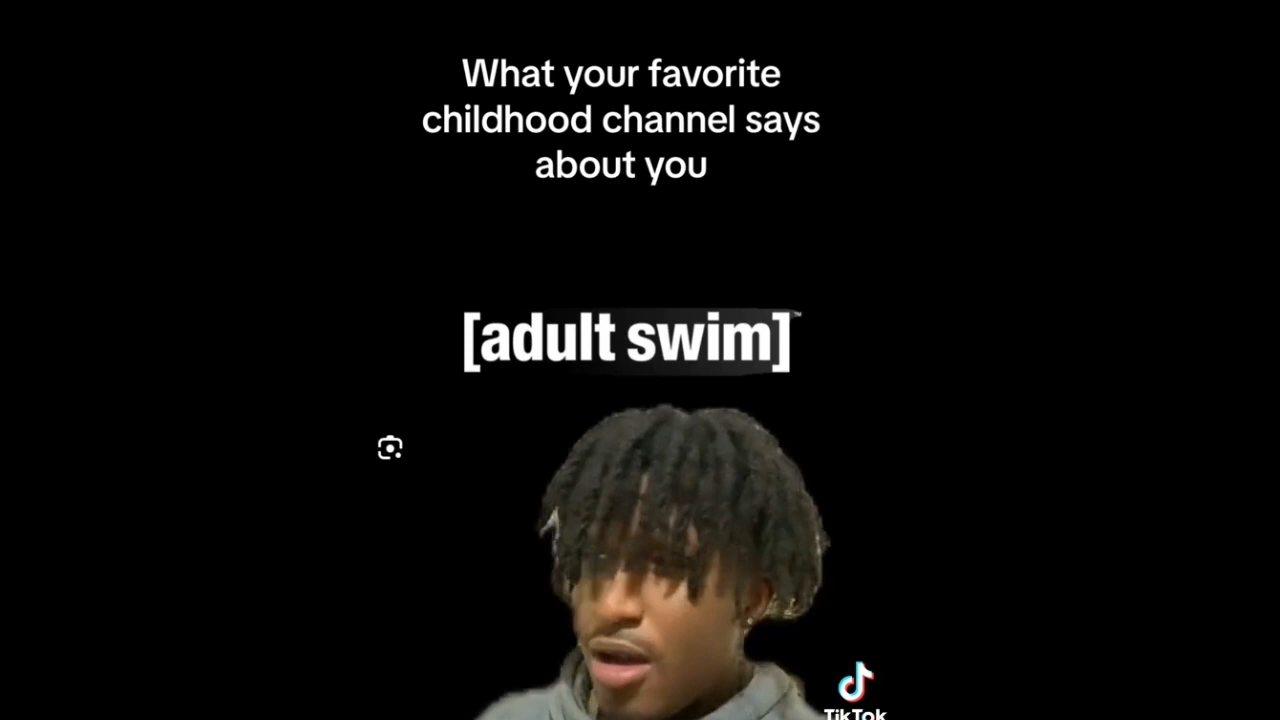 What your favorite
childhood channel says
about you
[adult swim]
TikTok